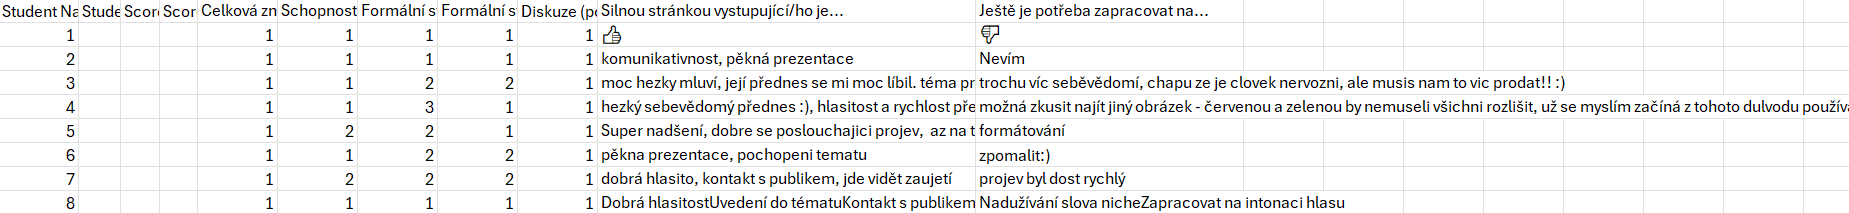 Student Na Stude Score Scor Celková zn Schopnost Formální s Formální s Diskuze (po Silnou stránkou vystupující/ho je... Ještě je potřeba zapracovat na...
1 1 1 1 1 1 👍 👎
2 1 1 1 1 1 komunikativnost, pěkná prezentace Nevím
3 1 1 2 2 1 moc hezky mluví, její přednes se mi moc líbil. téma pr trochu víc seběvědomí, chapu ze je clovek nervozni, ale musis nam to vic prodat!! :)
4 1 1 3 1 1 hezký sebevědomý přednes :), hlasitost a rychlost pře možná zkusit najít jiný obrázek - červenou a zelenou by nemuseli všichni rozlišit, už se myslím začíná z tohoto dulvodu používa
5 1 2 2 1 1 Super nadšení, dobre se poslouchajici projev, az na t formátování
6 1 1 2 2 1 pěkna prezentace, pochopeni tematu zpomalit:)
7 1 2 2 2 1 dobrá hlasito, kontakt s publikem, jde vidět zaujetí projev byl dost rychlý
8 1 1 1 1 1 Dobrá hlasitostUvedení do tématuKontakt s publikem Nadužívání slova nicheZapracovat na intonaci hlasu